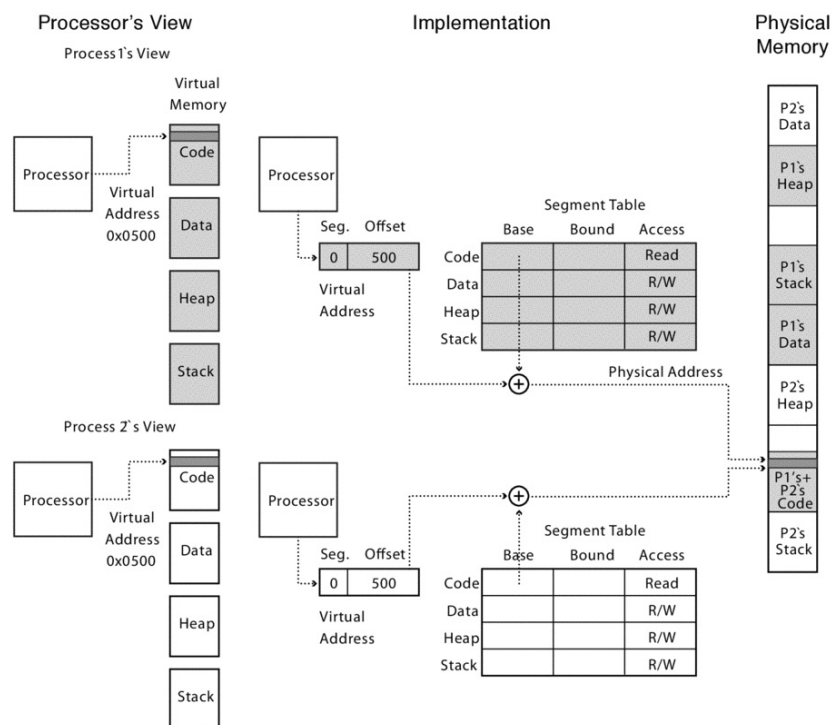 Processor's View
Implementation
Physical
Memory
Process1`s View
Virtual
Memory
Processor
Virtual
Address
0x0500
Code
Data
Heap
Stack
Processor
Seg. Offset
0 500
Virtual
Address
Segment Table
Base Bound Access
Code Read
Data R/W
Heap R/W
Stack R/W
Physical Address
P2`s
Data
P1`s
Heap
P1`s
Stack
P1`s
Data
P2`s
Heap
P1's+
P2`s
Code
P2`s
Stack
Process 2`s View
Processor
Virtual
Address
0x0500
Code
Data
Heap
Stack
Processor
Seg. Offset
0 500
Virtual
Address
Segment Table
Base Bound Access
Code Read
Data R/W
Heap R/W
Stack R/W